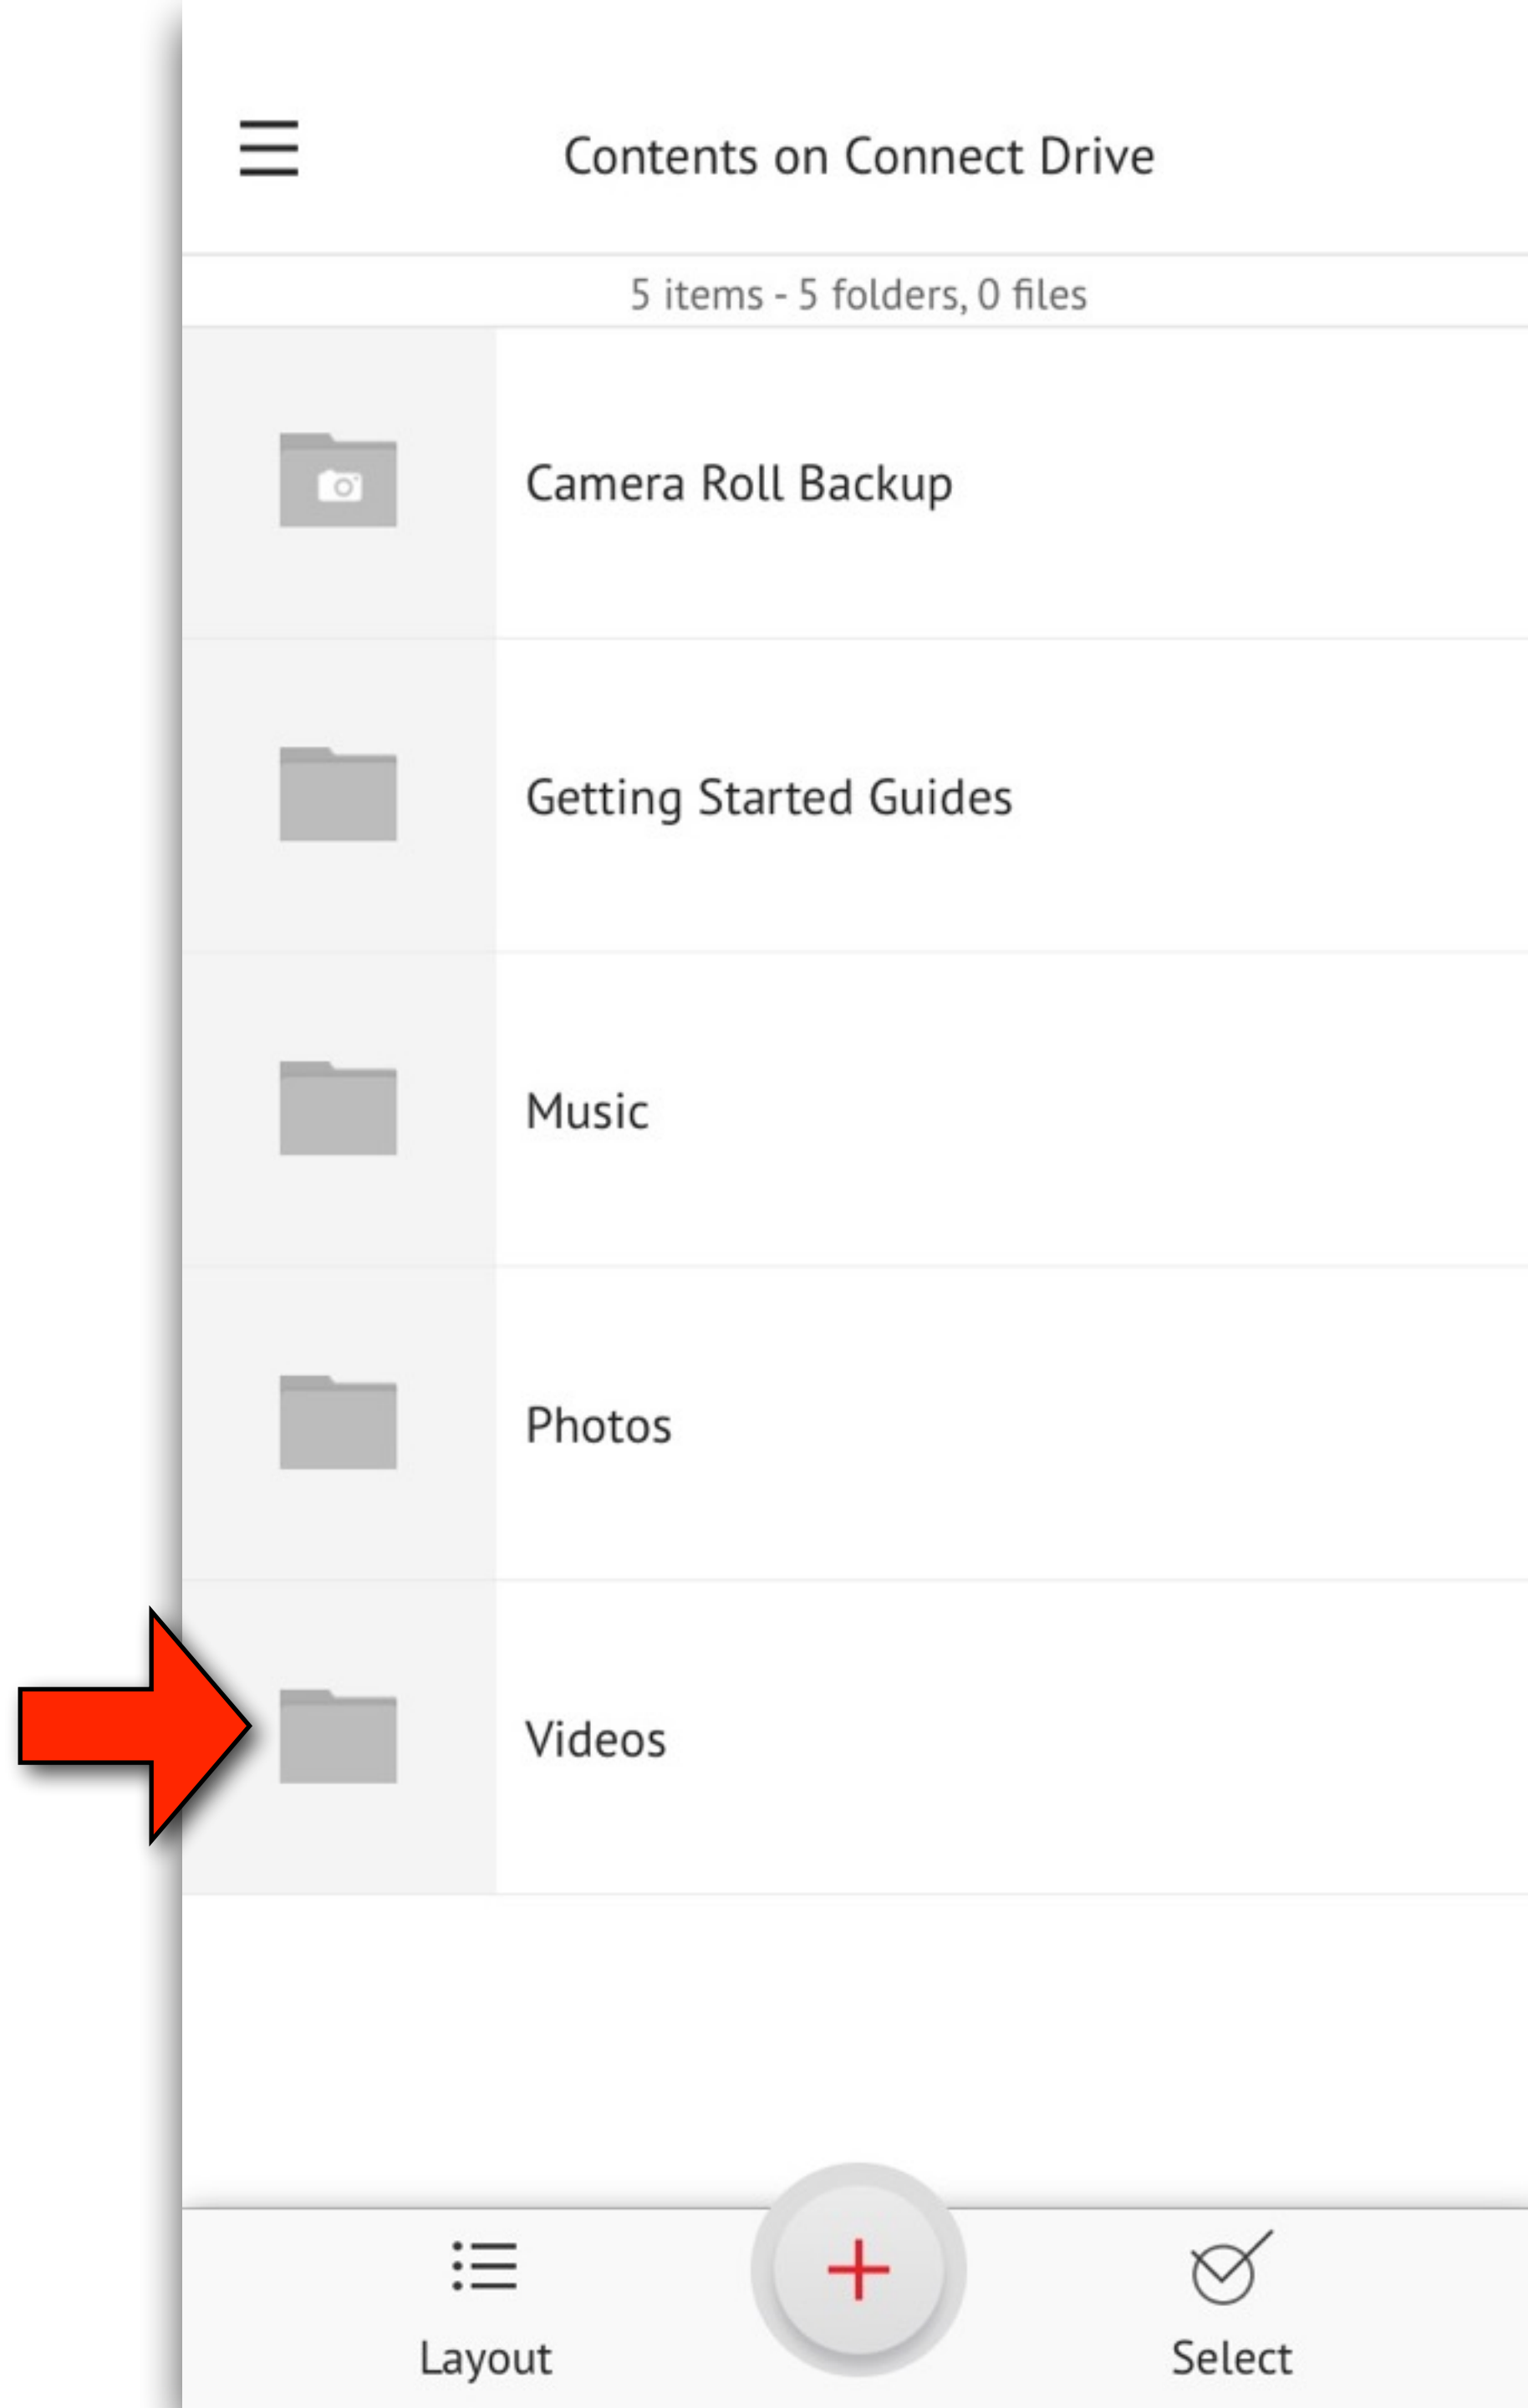 Contents on Connect Drive
5 items - 5 folders, 0 files
Camera Roll Backup
Getting Started Guides
Music
Photos
Videos
Layout
Select